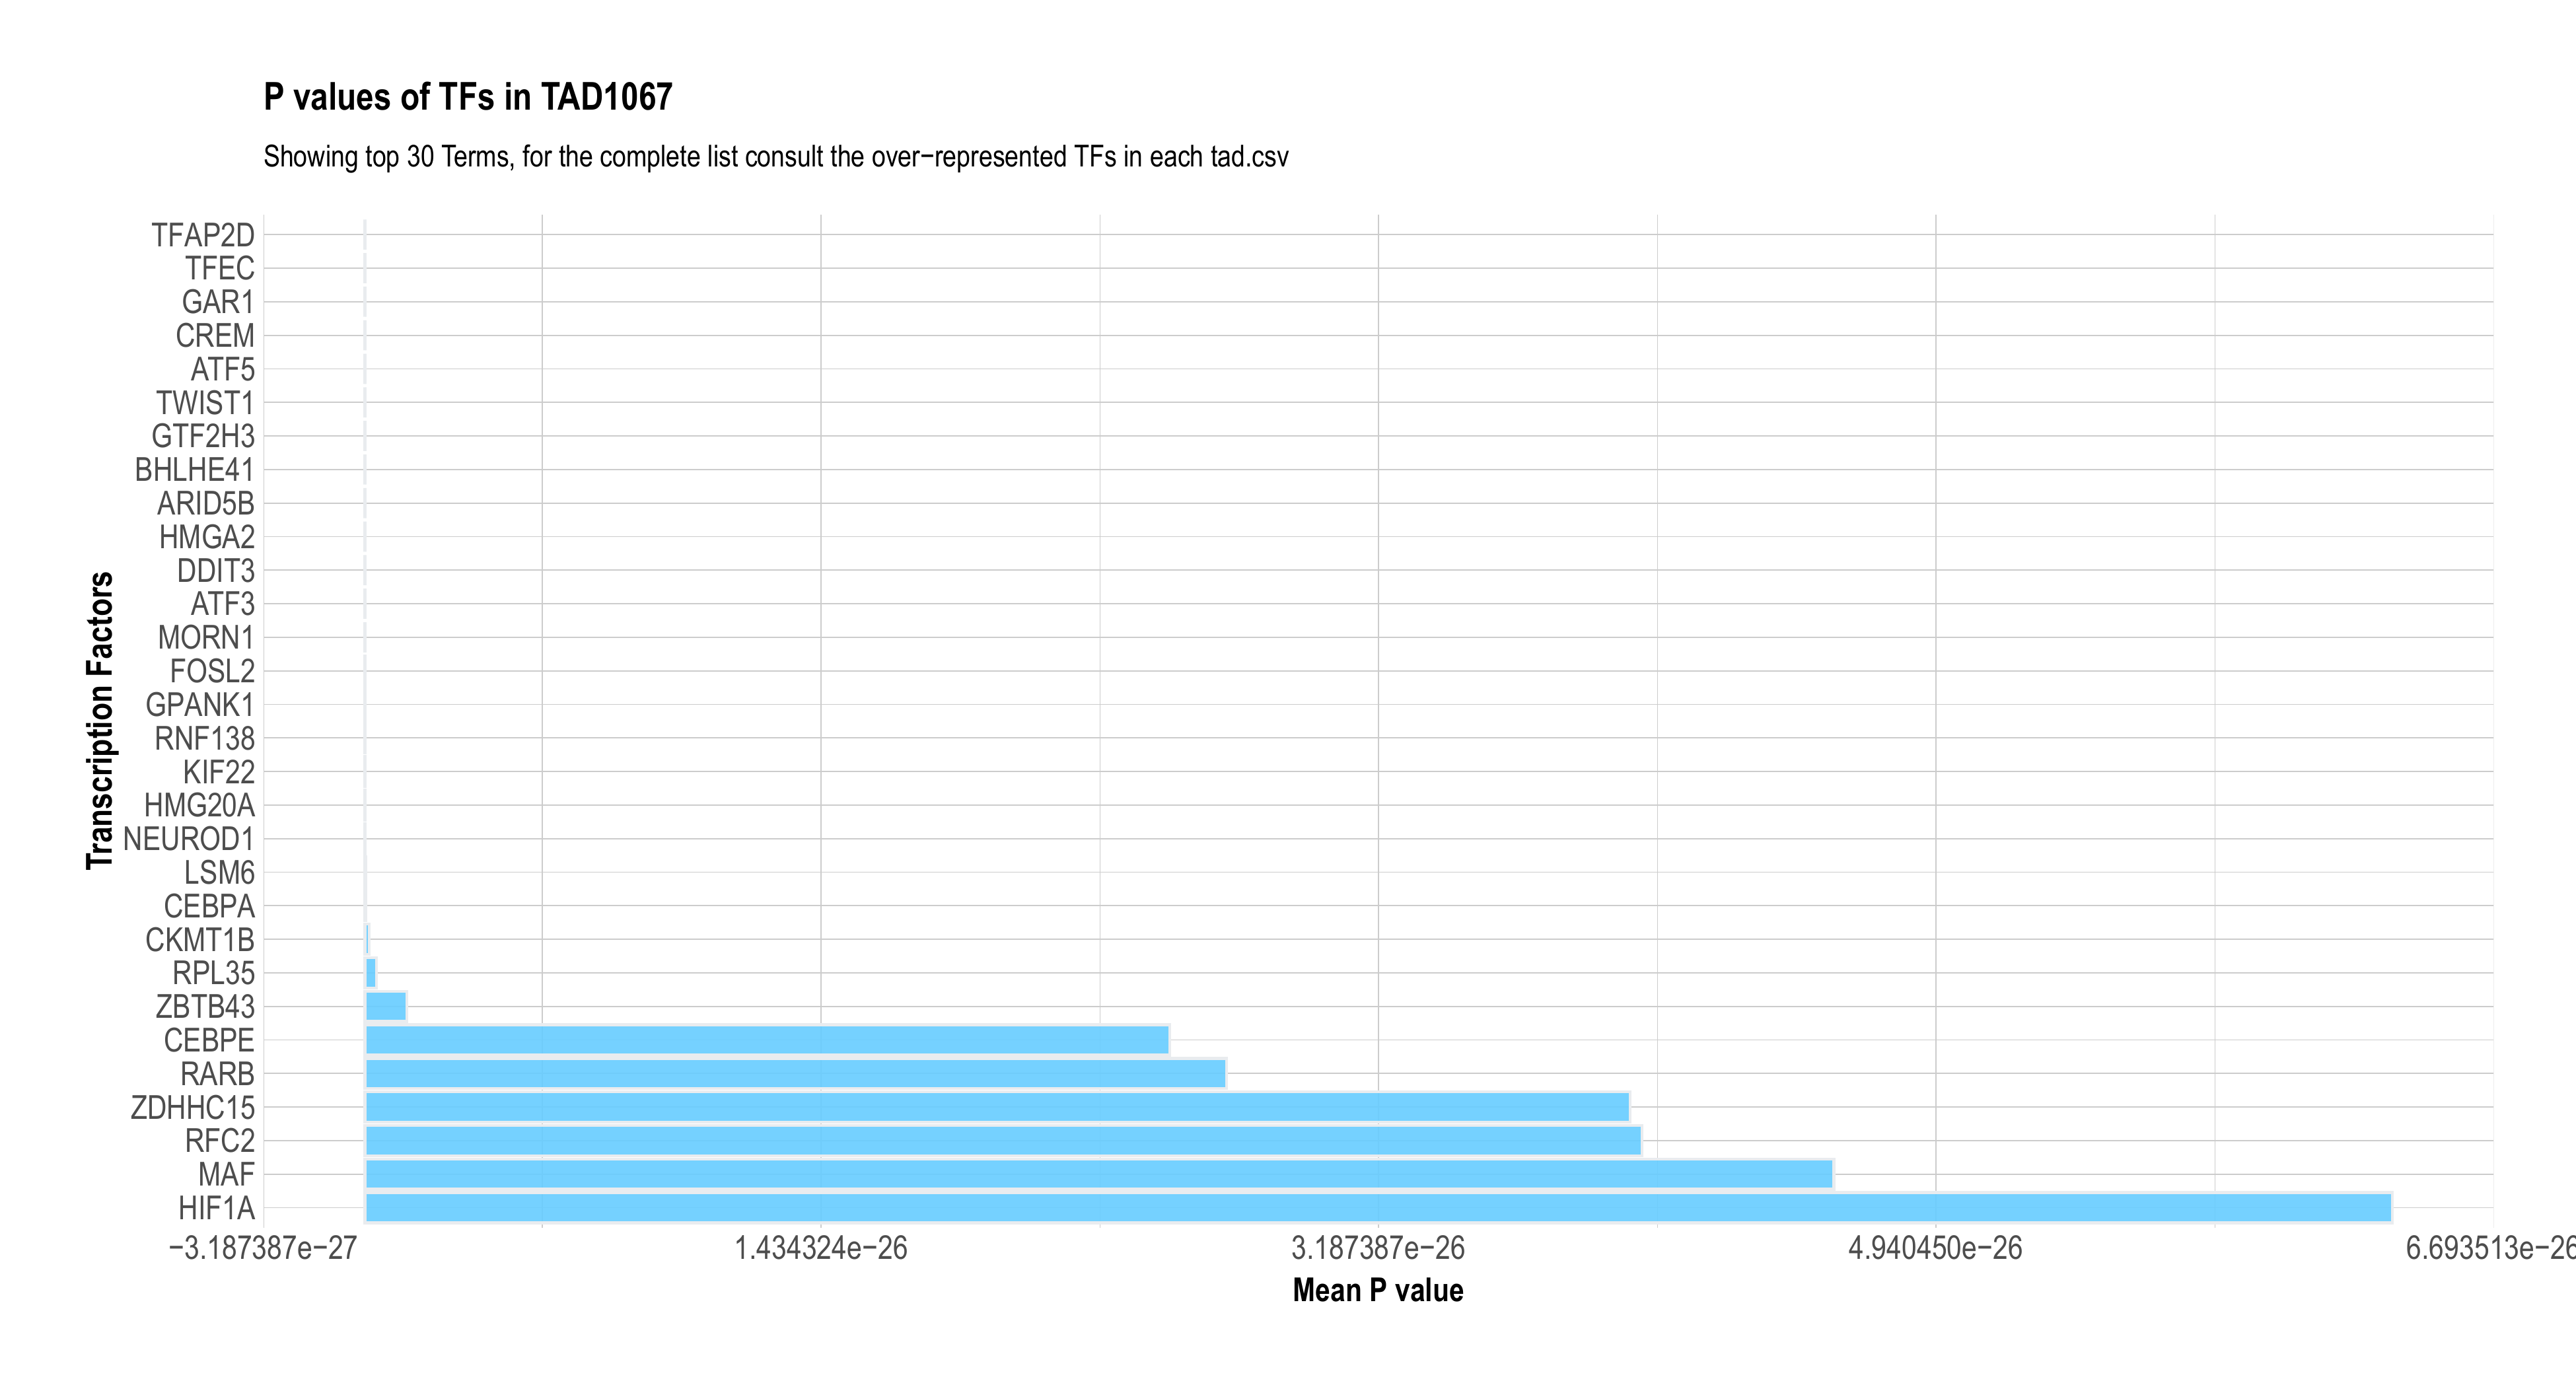 P values of TFs in TAD1067
Showing top 30 Terms, for the complete list consult the over−represented TFs in each tad.csv
Transcription Factors
TFAP2D
TFEC
GAR1
CREM
ATF5
TWIST1
GTF2H3
BHLHE41
ARID5B
HMGA2
DDIT3
ATF3
MORN1
FOSL2
GPANK1
RNF138
KIF22
HMG20A
NEUROD1
LSM6
CEBPA
CKMT1B
RPL35
ZBTB43
CEBPE
RARB
ZDHHC15
RFC2
MAF
HIF1A
−3.187387e−27 1.434324e−26 3.187387e−26 4.940450e−26 6.693513e−26
Mean P value